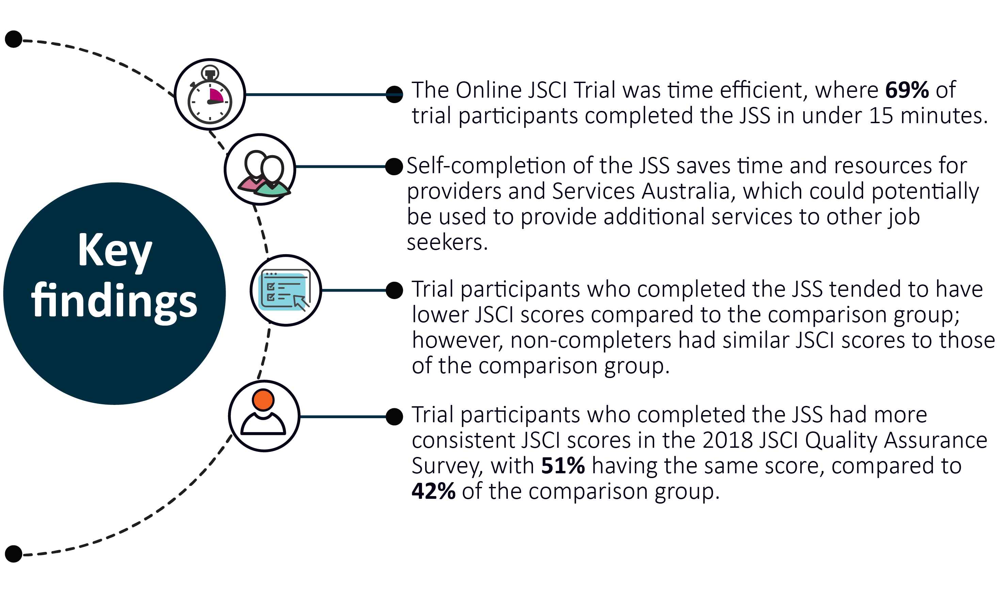 Key
findings
The Online JSCI Trial was time efficient, where 69% of
trial participants completed the JSS in under 15 minutes.
Self-completion of the JSS saves time and resources for
providers and Services Australia, which could potentially
be used to provide additional services to other job
seekers.
Trial participants who completed the JSS tended to have
lower JSCI scores compared to the comparison group;
however, non-completers had similar JSCI scores to those
of the comparison group.
Trial participants who completed the JSS had more
consistent JSCI scores in the 2018 JSCI Quality Assurance
Survey, with 51% having the same score, compared to
42% of the comparison group.